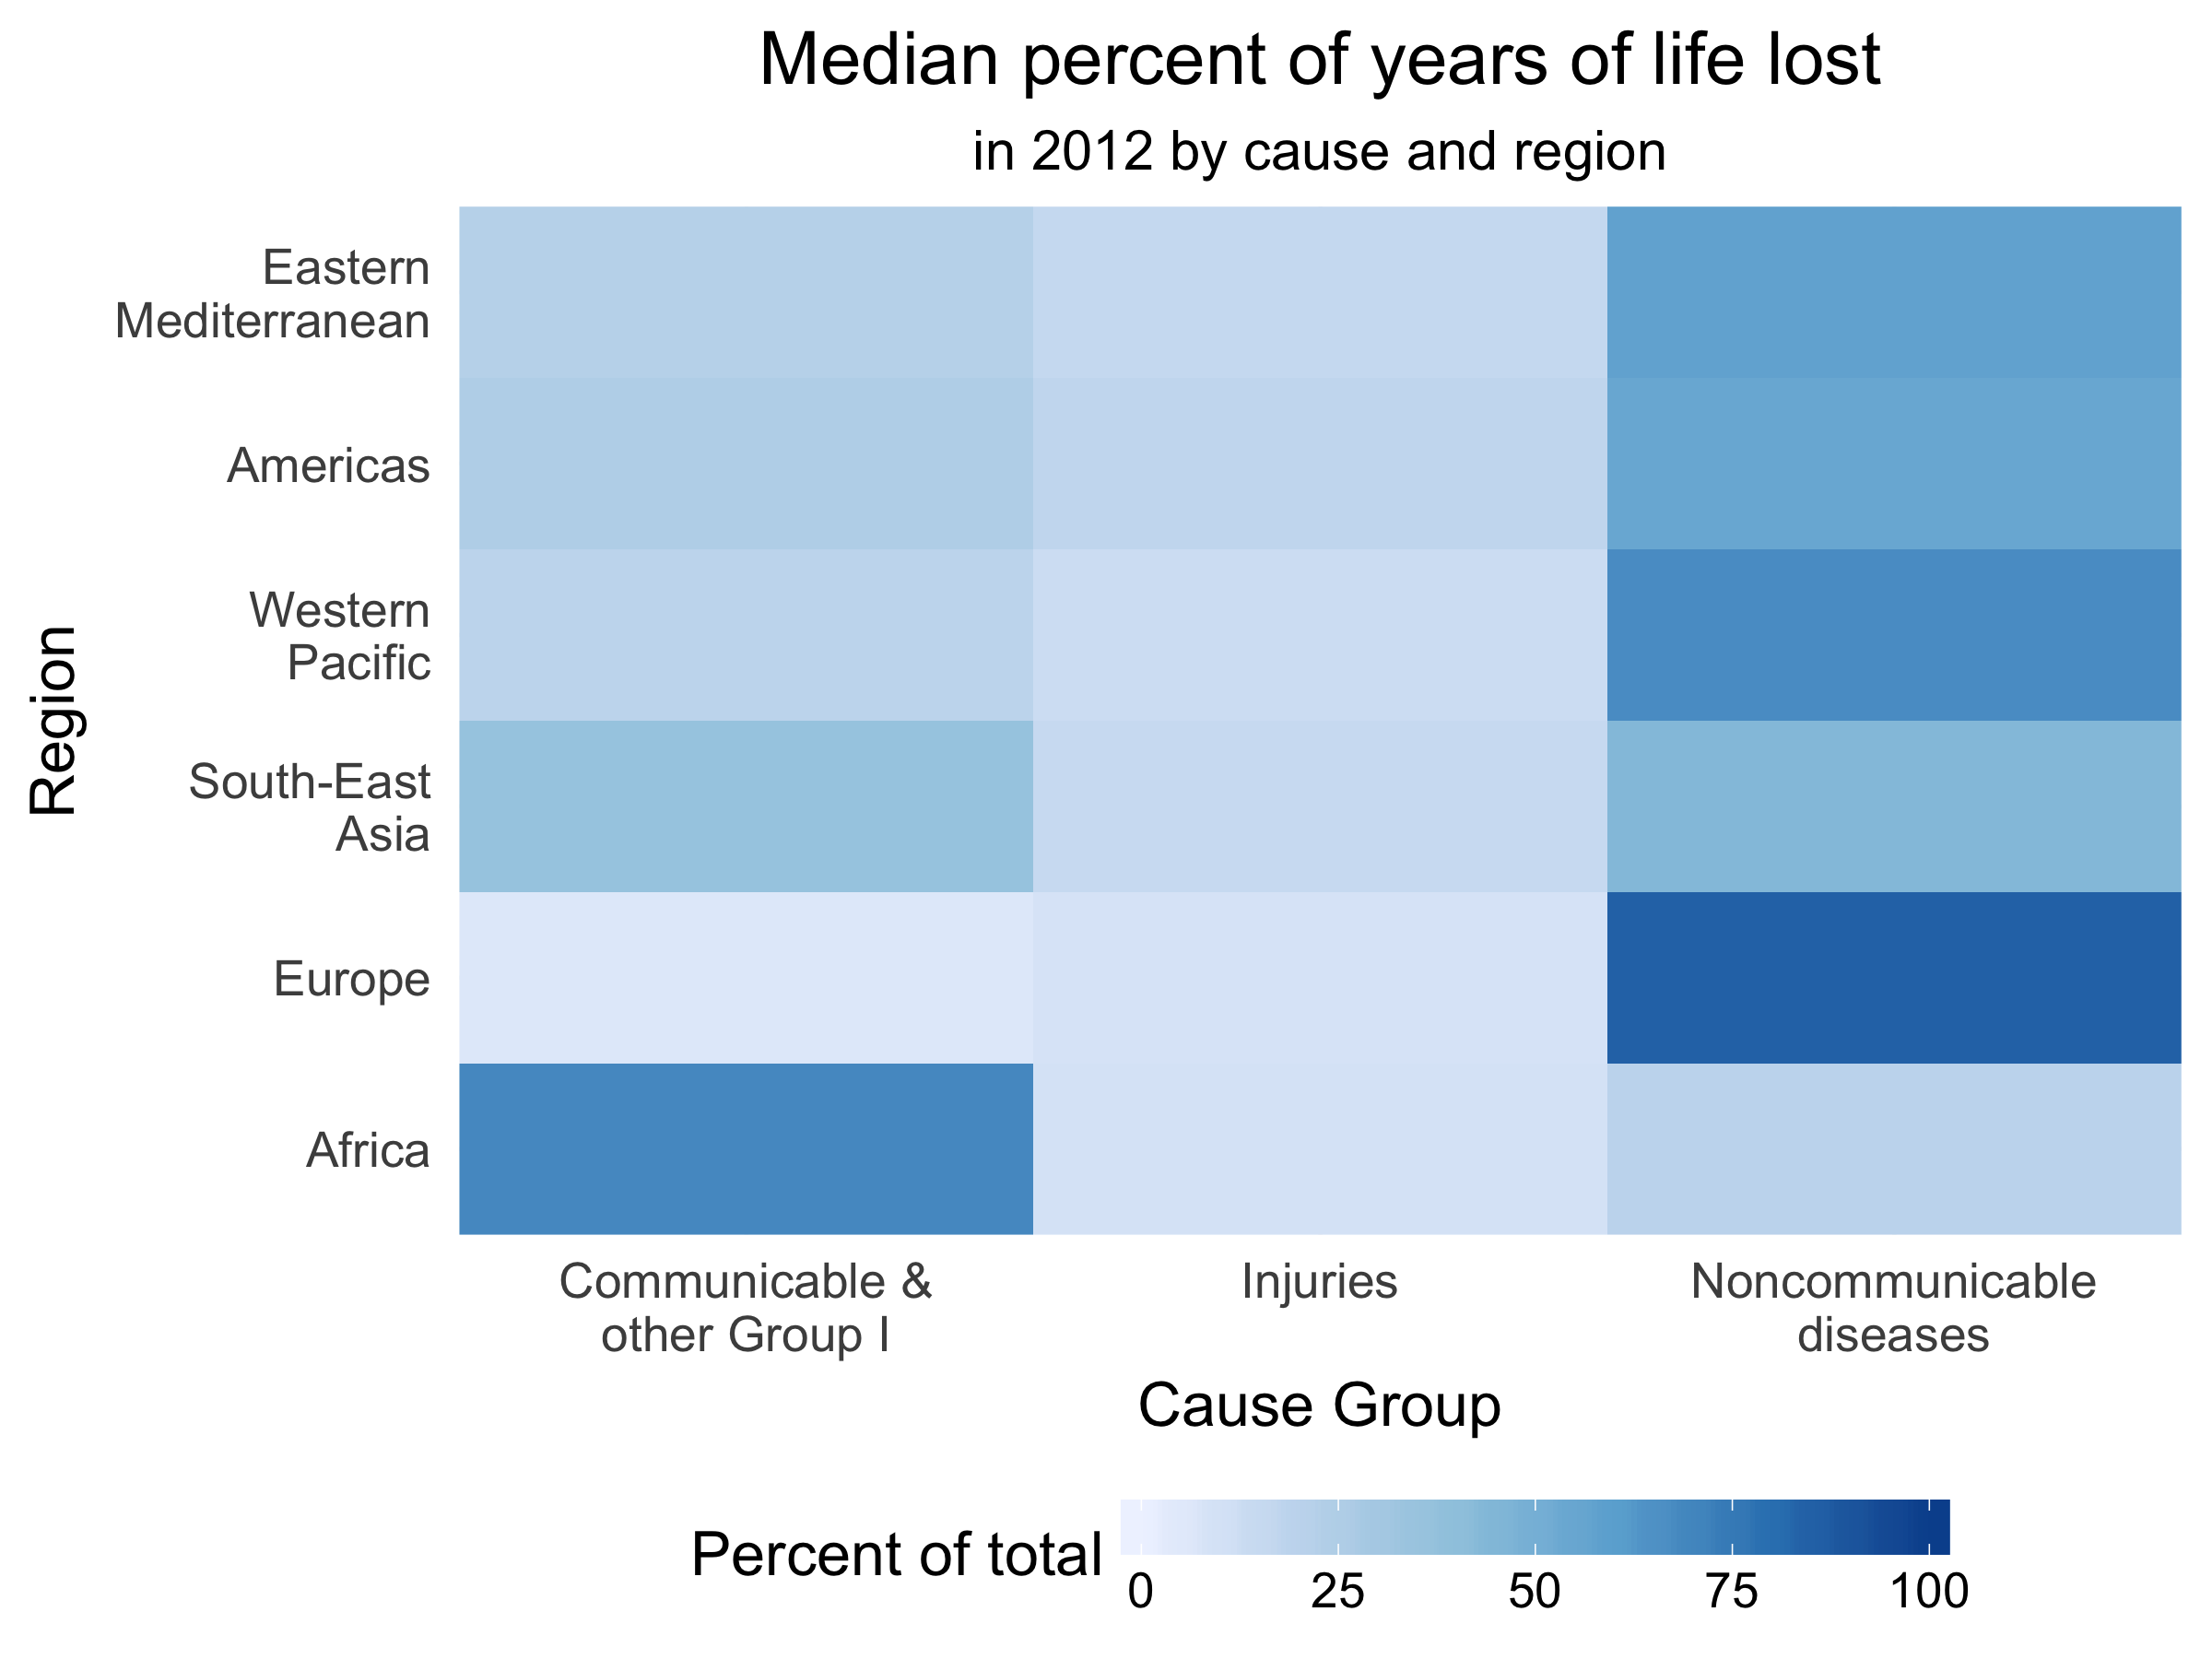 Median percent of years of life lost
in 2012 by cause and region
Region
Eastern
Mediterranean
Americas
Western
Pacific
South-East
Asia
Europe
Africa
Communicable &
other Group I
Injuries
Noncommunicable
diseases
Cause Group
Percent of total
0 25 50 75 100